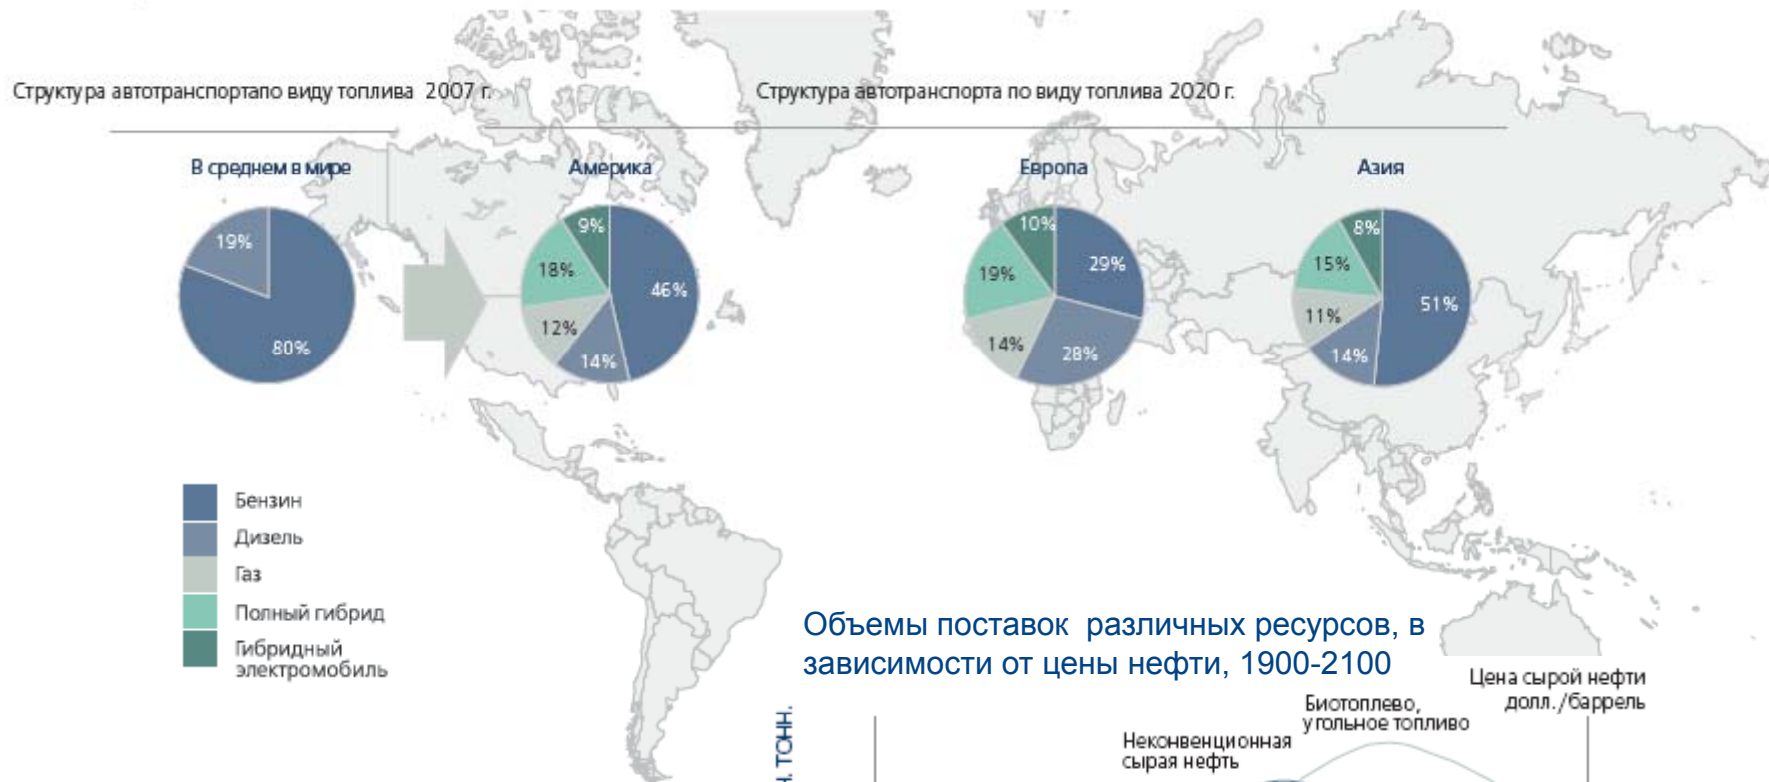 Структура автотранспортапо виду топлива 2007 г.
Структура автотранспорта по виду топлива 2020 г.
В среднем в мире
Америка
Европа
Азия
19%
80%
9%
18%
46%
12%
14%
10%
29%
19%
14%
28%
8%
15%
51%
11%
14%
Бензин
Дизель
Газ
Полный гибрид
Гибридный
электромобиль
Объемы поставок различных ресурсов, в
зависимости от цены нефти, 1900-2100
Цена сырой нефти
долл./баррель
Биотоплево,
угольное топливо
Неконвенционная
сырая нефть
тонн.